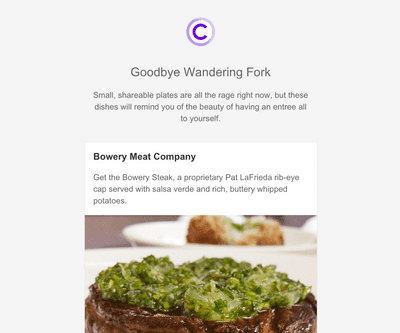 C
Goodbye Wandering Fork
Small, shareable plates are all the rage right now, but these
dishes will remind you of the beauty of having an entree all
to yourself.
Bowery Meat Company
Get the Bowery Steak, a proprietary Pat LaFrieda rib-eye
cap served with salsa verde and rich, buttery whipped
potatoes.